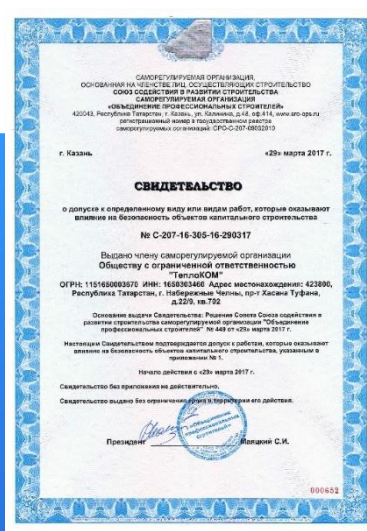 САМОРЕГУЛИРУЕМАЯ ОРГАНИЗАЦИЯ,
ОСНОВАННАЯ НА ЧЛЕНСТВЕ ЛИЦ, ОСУЩЕСТВЛЯЮЩИХ СТРОИТЕЛЬСТВО
СОЮЗ СОДЕЙСТВИЯ В РАЗВИТИИ СТРОИТЕЛЬСТВА
САМОРЕГУЛИРУЕМАЯ ОРГАНИЗАЦИЯ
«ОБЪЕДИНЕНИЕ ПРОФЕССИОНАЛЬНЫХ СТРОИТЕЛЕЙ»
420043, Республика Татарстан, г. Казань, ул. Калинина, д.48, оф.414, www.sro-ops.ru
регистрационный номер в государственном реестре
саморегулируемых организаций: СРО-С-207-09032010
г. Казань «29» марта 2017 г.
СВИДЕТЕЛЬСТВО
о допуске к определенному виду или видам работ, которые оказывают
влияние на безопасность объектов капитального строительства
№ С-207-16-305-16-290317
Выдано члену саморегулируемой организации
Обществу с ограниченной ответственностью
"ТеплоКОМ"
ОГРН: 1151650003670 ИНН: 1650303460 Адрес местонахождения: 423800,
Республика Татарстан, г. Набережные Челны, пр-т Хасана Туфана,
д.22/9, кв.702
Основание выдачи Свидетельства: Решение Совета Союза содействия в
развитии строительства саморегулируемой организации "Объединение
профессиональных строителей" № 449 от «29» марта 2017 г.
Настоящим Свидетельством подтверждается допуск к работам, которые оказывают
влияние на безопасность объектов капитального строительства, указанным в
приложении № 1.
Начало действия с «29» марта 2017 г.
Свидетельство без приложения не действительно.
Свидетельство выдано без ограничения срока и территории его действия.
«Объединение
профессиональных
строителей»
Президент Маяцкий С.И.
000652